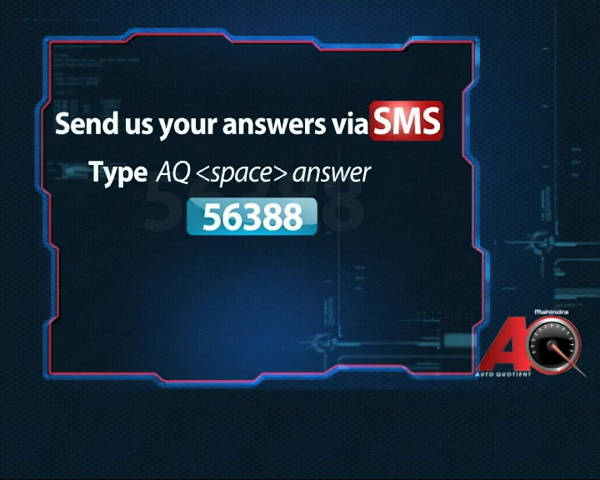 Send us your answers via SMS
Type AQ <space> answer
56388
Mahindra
AQ
AUTO QUOTIENT